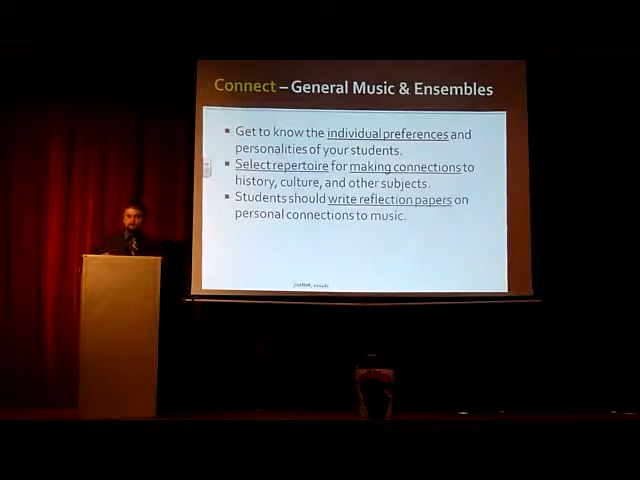 Connect – General Music & Ensembles
▪ Get to know the individual preferences and
personalities of your students.
▪ Select repertoire for making connections to
history, culture, and other subjects.
▪ Students should write reflection papers on
personal connections to music.